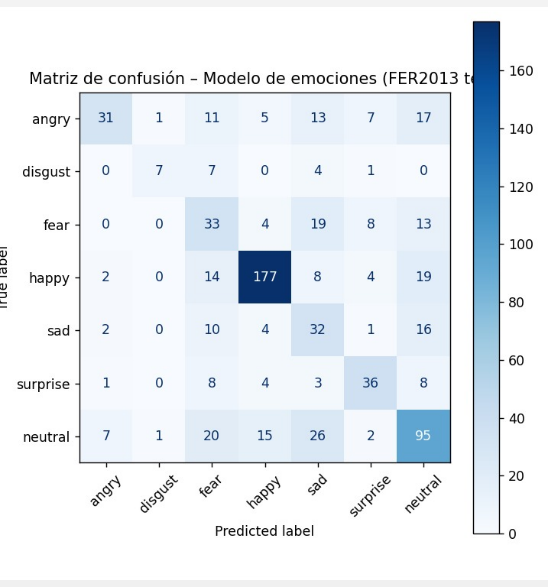 Matriz de confusión – Modelo de emociones (FER2013 te
angry 31 1 11 5 13 7 17
disgust 0 7 7 0 4 1 0
fear 0 0 33 4 19 8 13
happy 2 0 14 177 8 4 19
sad 2 0 10 4 32 1 16
surprise 1 0 8 4 3 36 8
neutral 7 1 20 15 26 2 95
angry disgust fear happy sad surprise neutral
Predicted label
True label
160
140
120
100
80
60
40
20
0